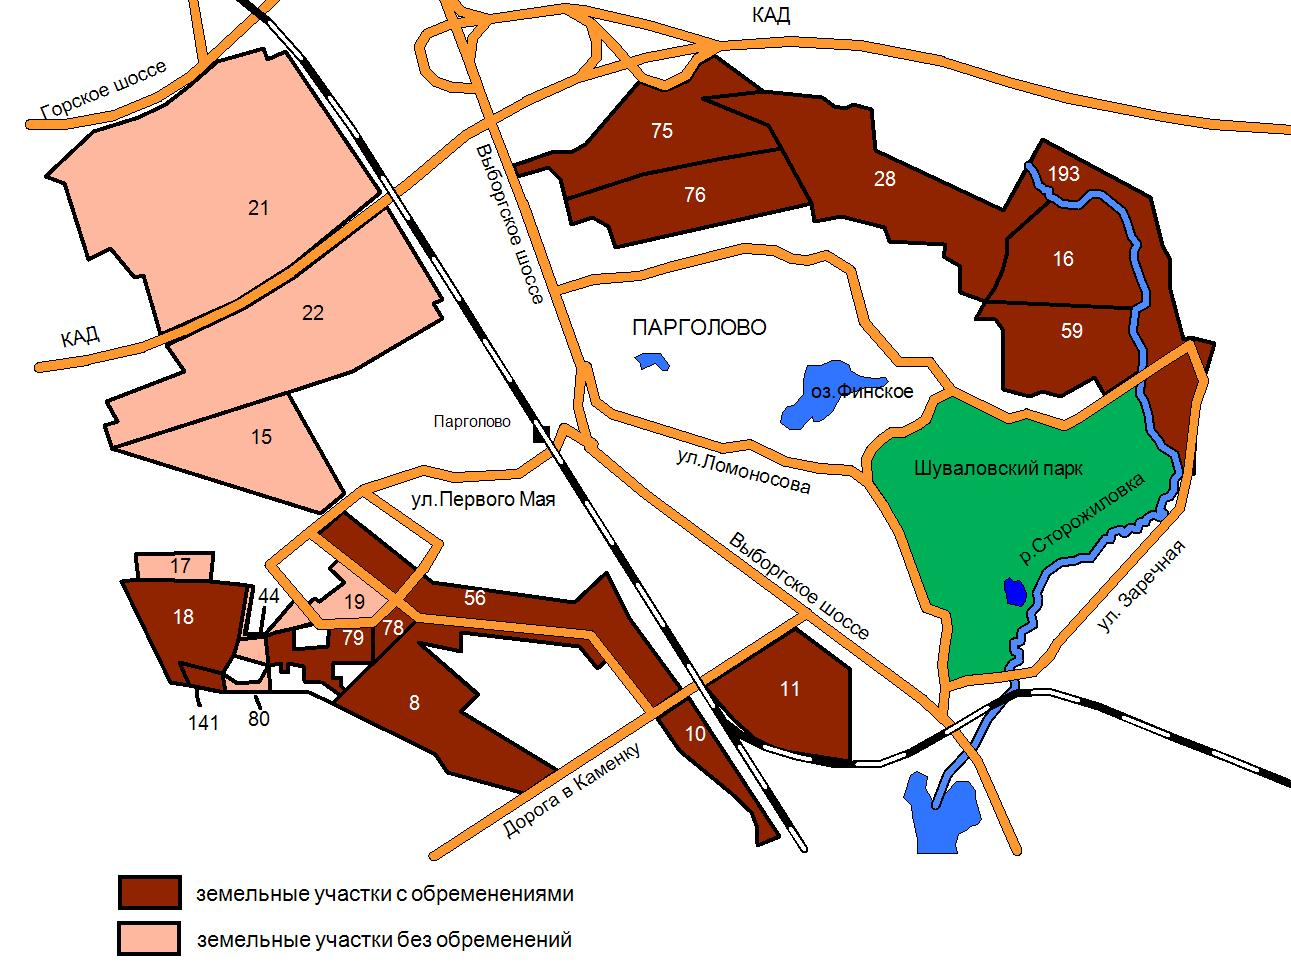 КАД
Горское шоссе
75
193
28
76
21
Выборгское шоссе
16
22
ПАРГОЛОВО
59
КАД
оз.Финское
Парголово
15
ул.Ломоносова
Шуваловский парк
ул.Первого Мая
р.Сторожиловка
Выборгское шоссе
ул. Заречная
17
44
19
56
18
79
78
11
8
141
80
10
Дорога в Каменку
земельные участки с обременениями
земельные участки без обременений